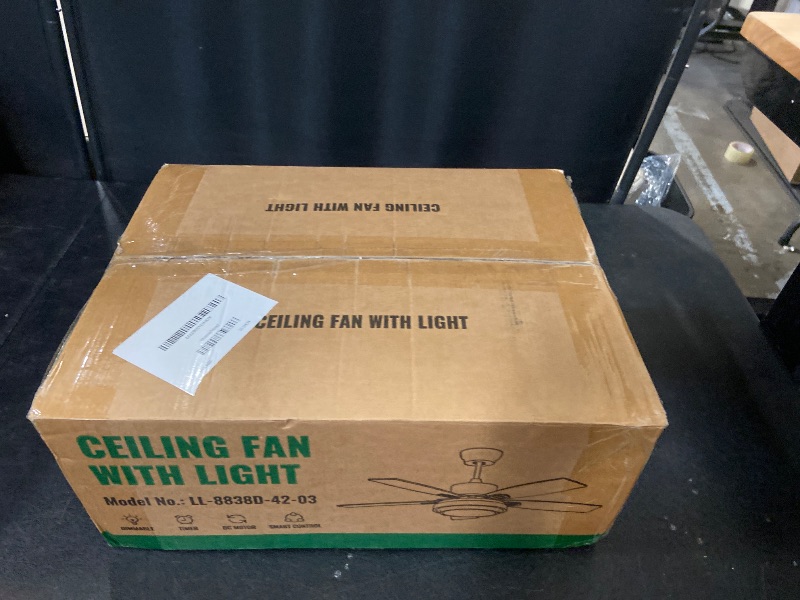 CEILING FAN WITH LIGHT
CEILING FAN WITH LIGHT
CEILING FAN
WITH LIGHT
Model No.: LL-8838D-42-03
DIMMABLE TIMER DC MOTOR SMART CONTROL